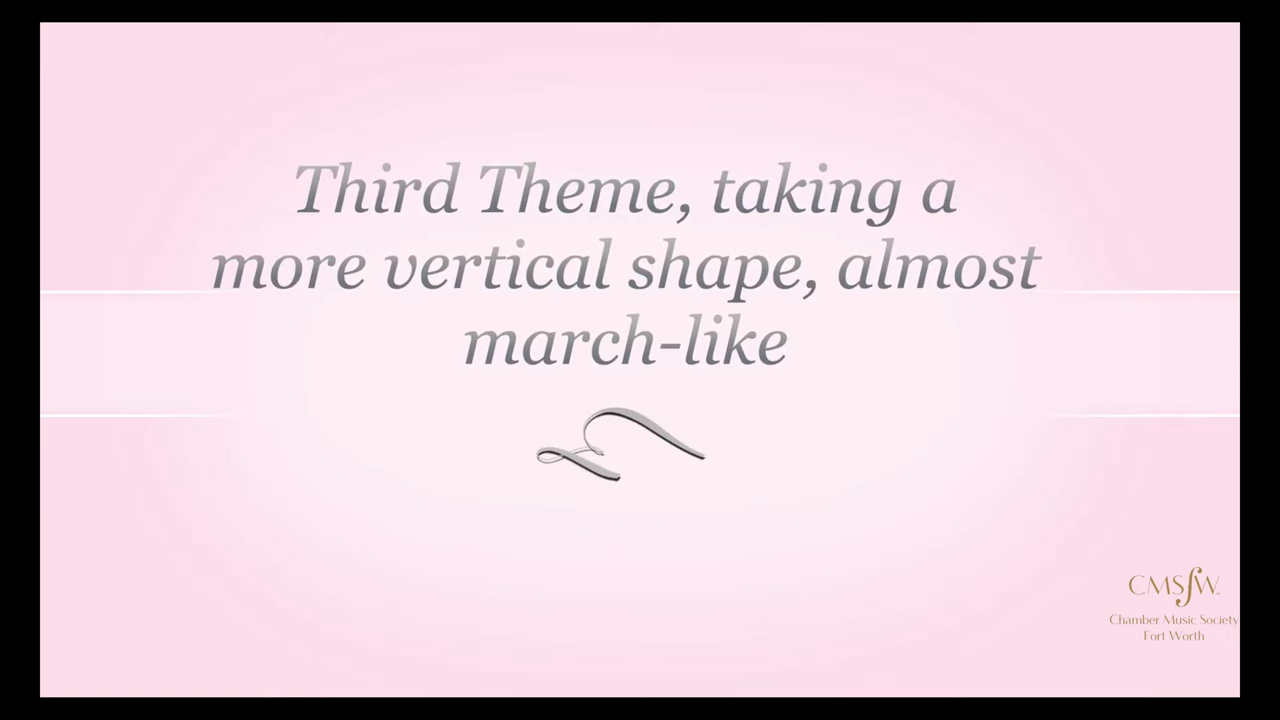 Third Theme, taking a
more vertical shape, almost
march-like
CMSfW
Chamber Music Society
Fort Worth